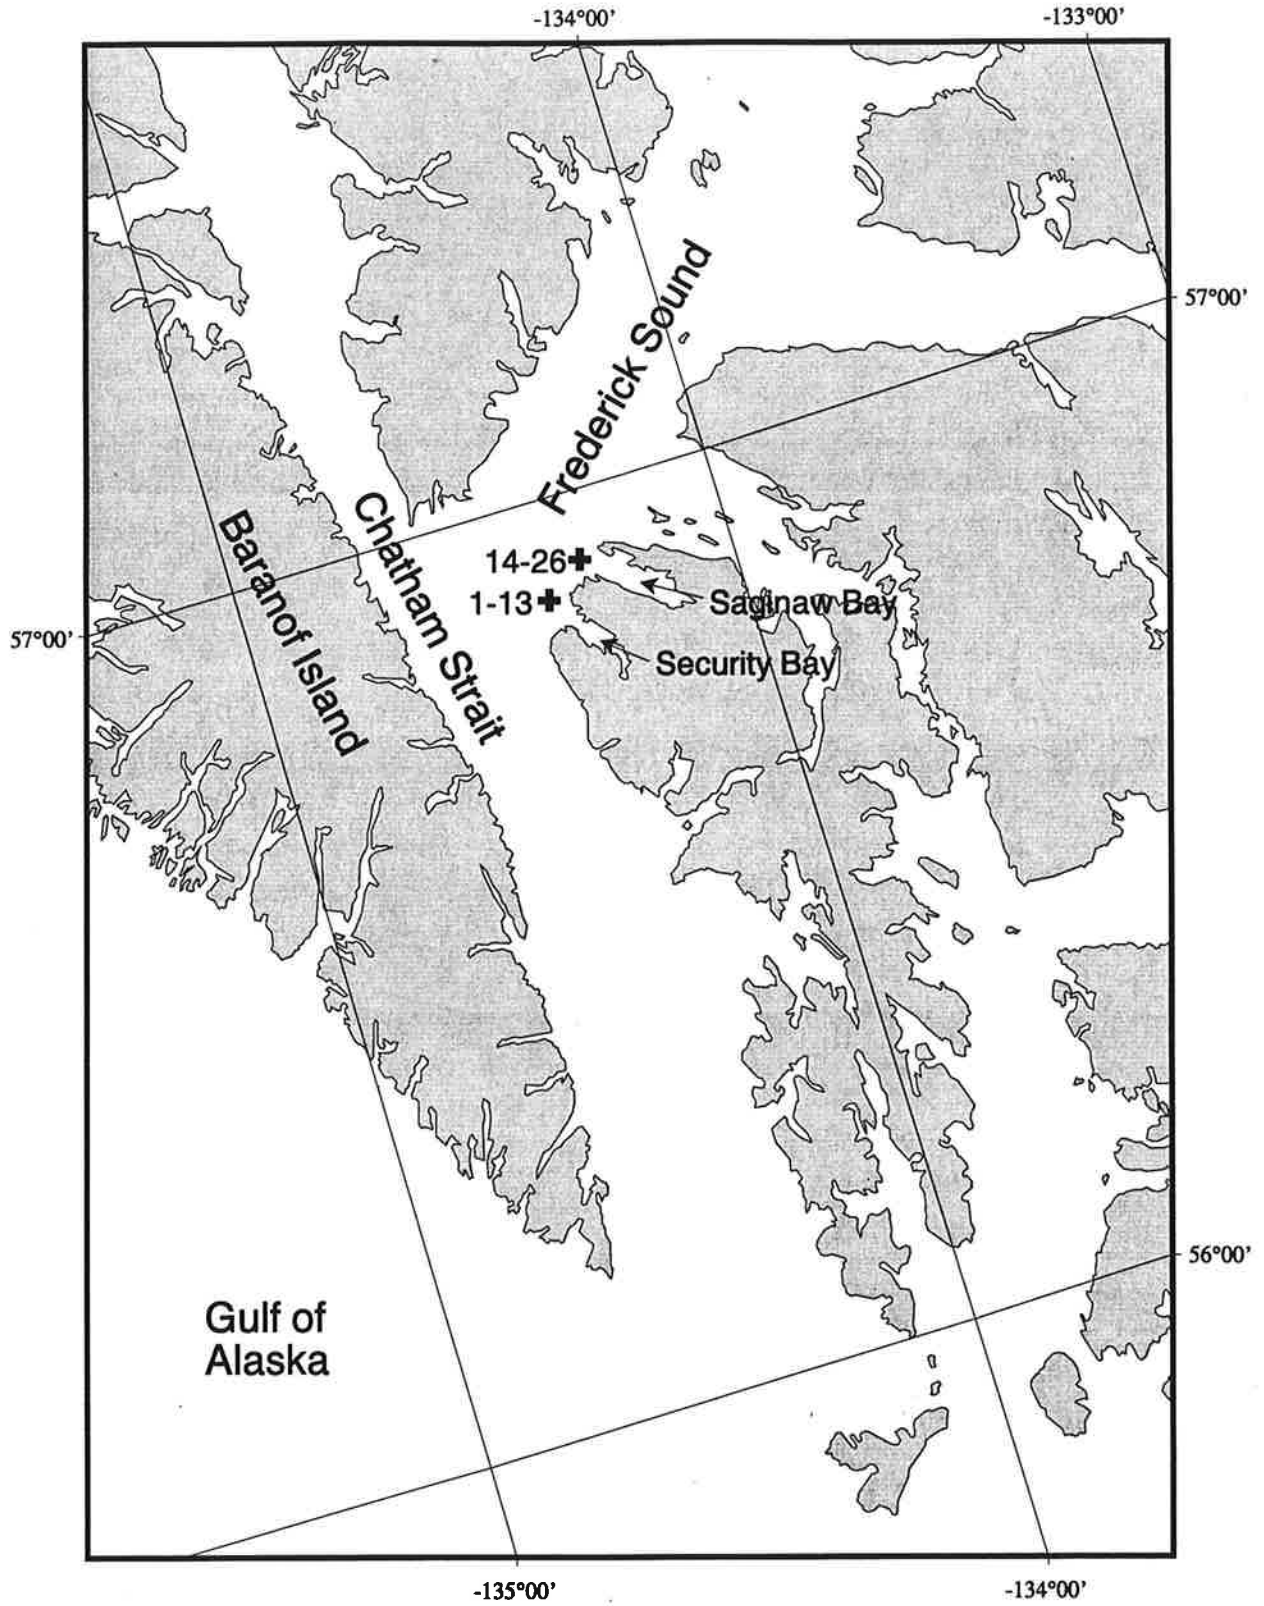 -134°00'
-133°00'
57°00'
Frederick Sound
Chatham Strait
Baranof Island
14-26
1-13
Saginaw Bay
Security Bay
57°00'
56°00'
Gulf of
Alaska
-135°00'
-134°00'